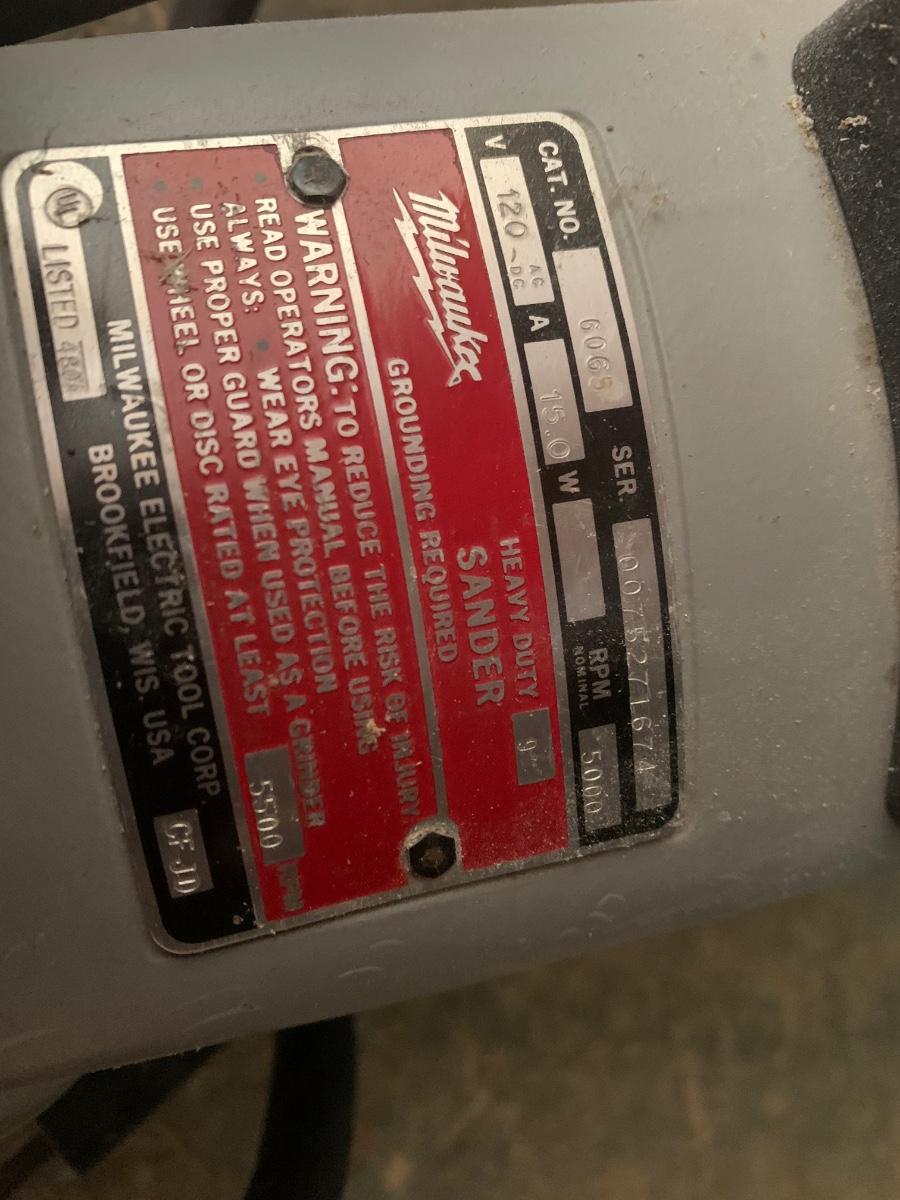 CAT. NO. 6065 SER. 0075271674
V 120~ AC DC A 15.0 W RPM NOMINAL 5000
Milwaukee
HEAVY DUTY
SANDER 9"
GROUNDING REQUIRED
WARNING: TO REDUCE THE RISK OF INJURY
READ OPERATORS MANUAL BEFORE USING
ALWAYS: • WEAR EYE PROTECTION
• USE PROPER GUARD WHEN USED AS A GRINDER
• USE WHEEL OR DISC RATED AT LEAST 5500 RPM
MILWAUKEE ELECTRIC TOOL CORP.
BROOKFIELD, WIS. USA
UL LISTED
CF-JD